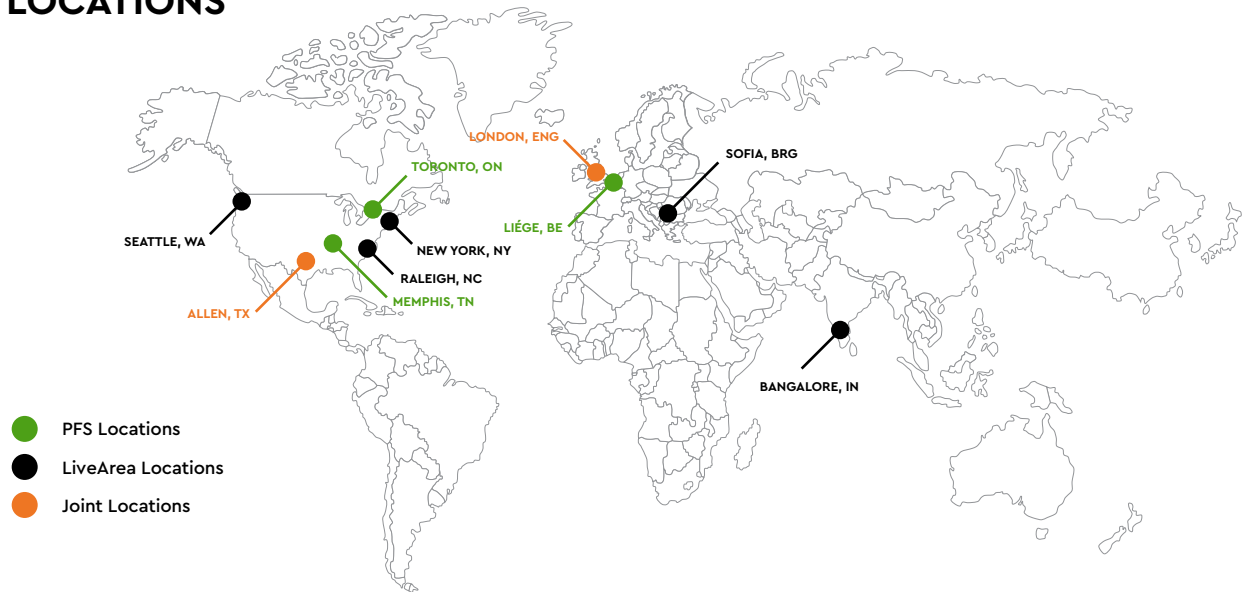 LOCATIONS
LONDON, ENG
SOFIA, BRG
TORONTO, ON
LIÉGE, BE
SEATTLE, WA
NEW YORK, NY
RALEIGH, NC
MEMPHIS, TN
ALLEN, TX
BANGALORE, IN
PFS Locations
LiveArea Locations
Joint Locations